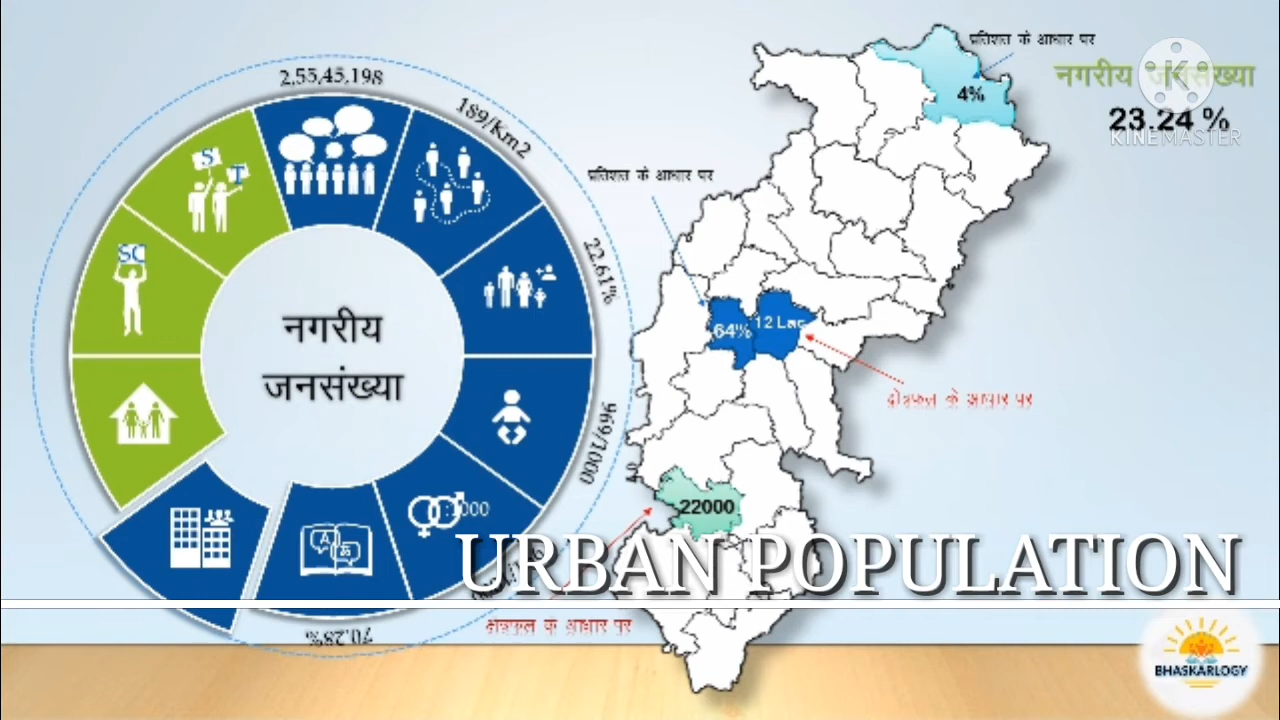 2,55,45,198
189/Km2
22.61%
969/1000
70.28%
S
T
SC
नगरीय
जनसंख्या
प्रतिशत के आधार पर
4%
नगरीय जनसंख्या
23.24 %
KINEMASTER
प्रतिशत के आधार पर
64%
12 Lac
क्षेत्रफल के आधार पर
22000
URBAN POPULATION
क्षेत्रफल के आधार पर
BHASKARLOGY